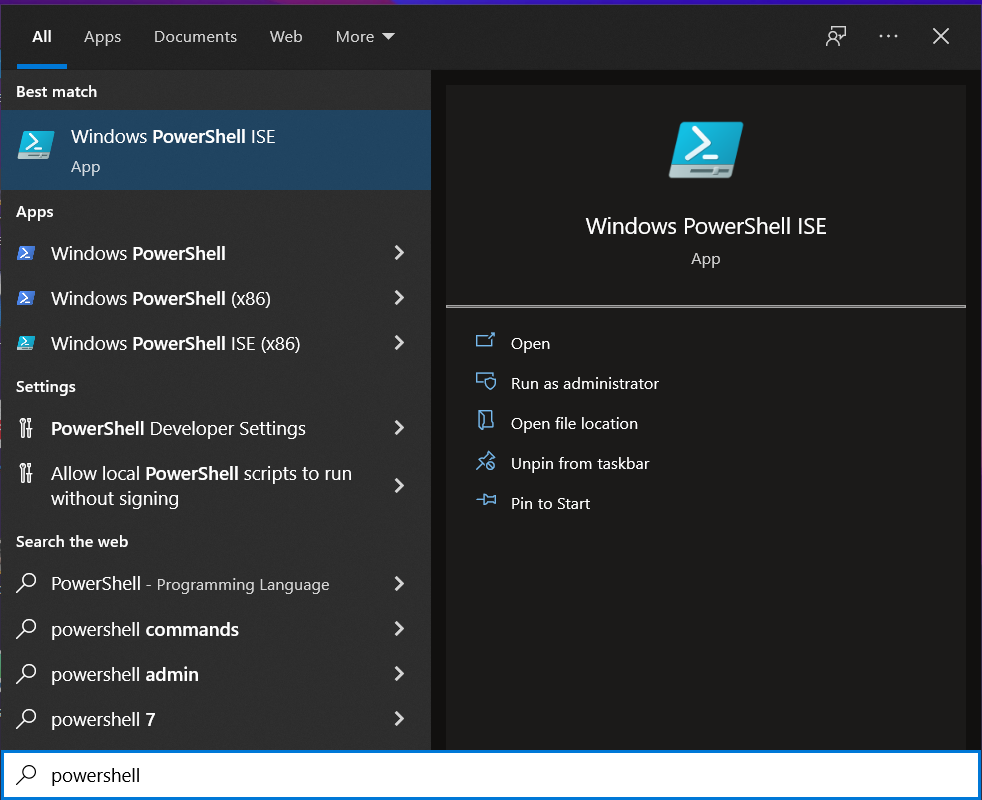 All Apps Documents Web More
Best match
Windows PowerShell ISE
App
Apps
Windows PowerShell
Windows PowerShell (x86)
Windows PowerShell ISE (x86)
Settings
PowerShell Developer Settings
Allow local PowerShell scripts to run
without signing
Search the web
PowerShell - Programming Language
powershell commands
powershell admin
powershell 7
powershell
Windows PowerShell ISE
App
Open
Run as administrator
Open file location
Unpin from taskbar
Pin to Start